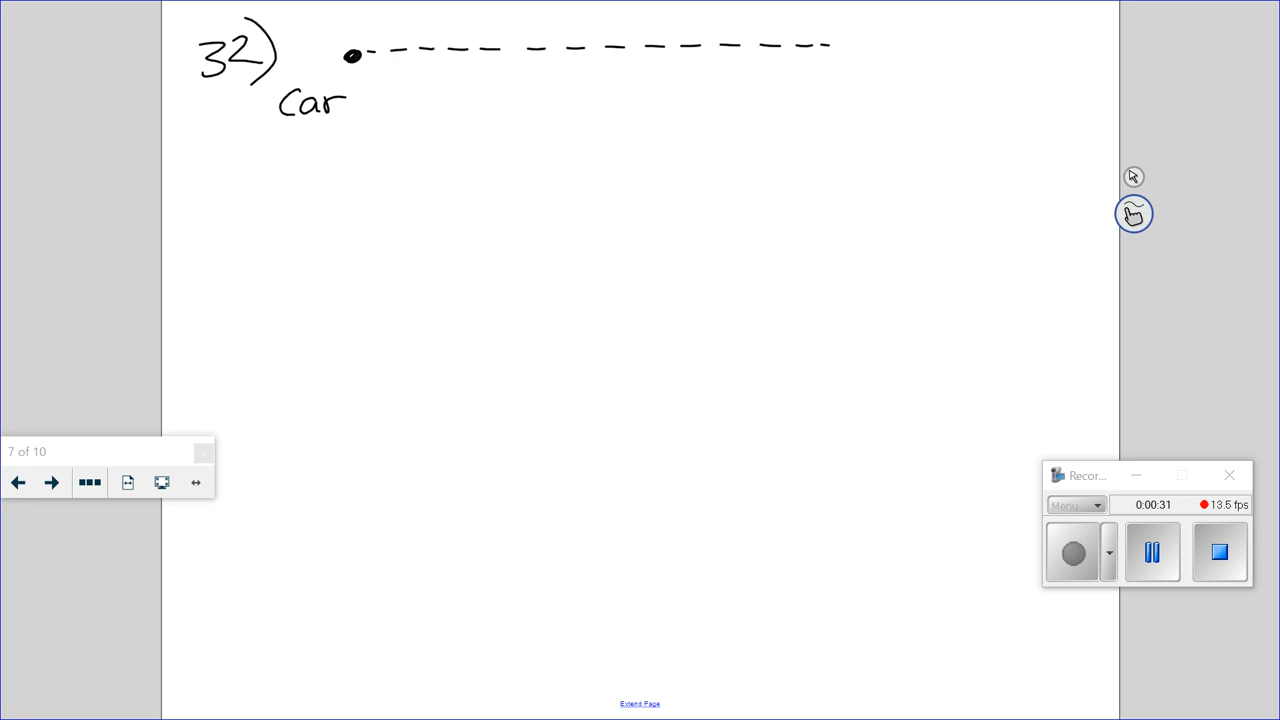 32)
Car
7 of 10
Recor...
Menu
0:00:31
13.5 fps
Extend Page